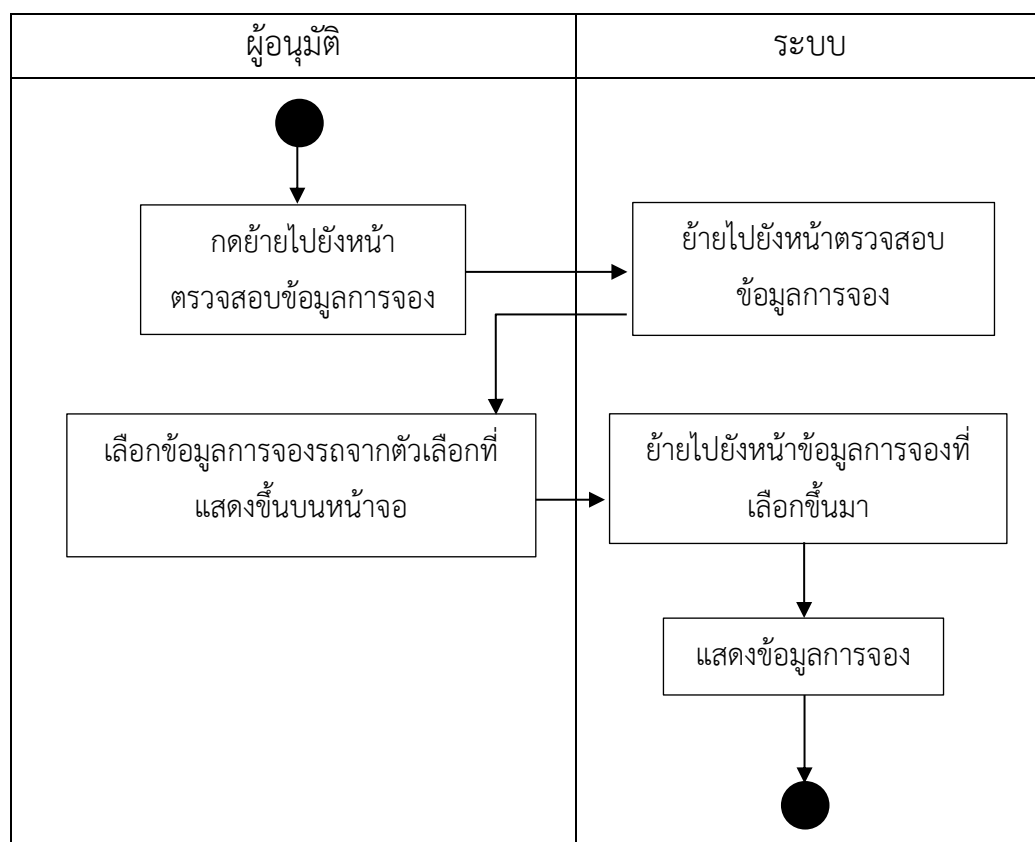 ผู้อนุมัติ
ระบบ
กดย้ายไปยังหน้า
ตรวจสอบข้อมูลการจอง
ย้ายไปยังหน้าตรวจสอบ
ข้อมูลการจอง
เลือกข้อมูลการจองรถจากตัวเลือกที่
แสดงขึ้นบนหน้าจอ
ย้ายไปยังหน้าข้อมูลการจองที่
เลือกขึ้นมา
แสดงข้อมูลการจอง